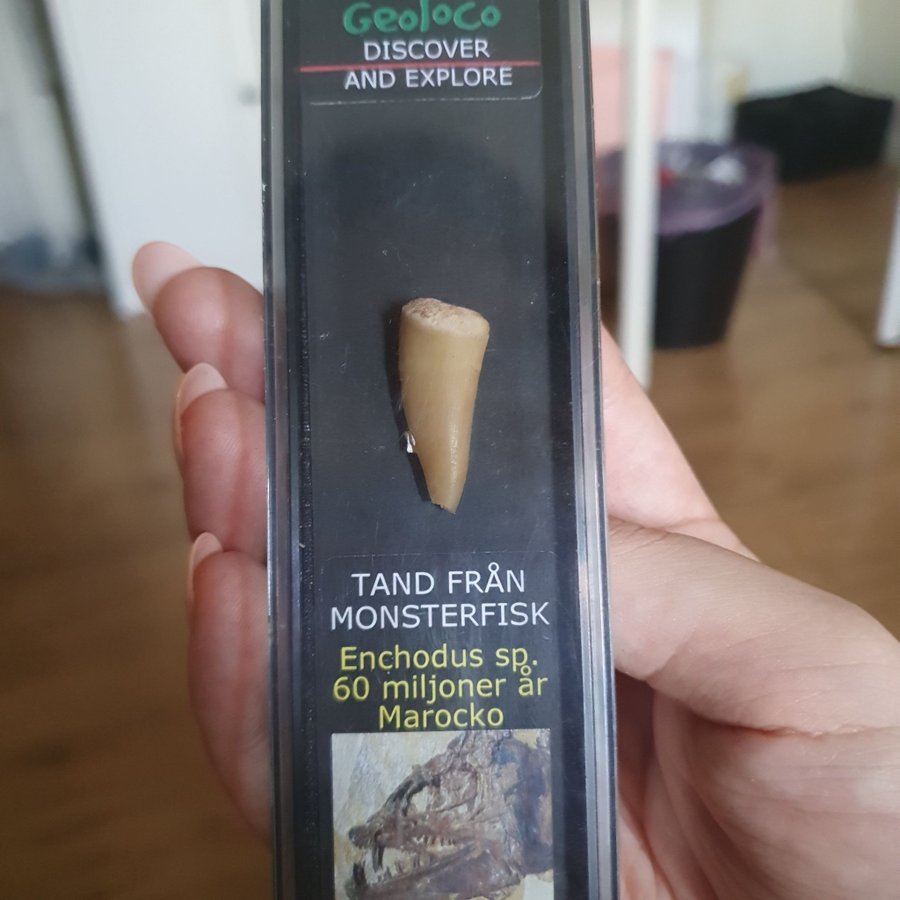 GeoloCo
DISCOVER
AND EXPLORE
TAND FRÅN
MONSTERFISK
Enchodus sp.
60 miljoner år
Marocko